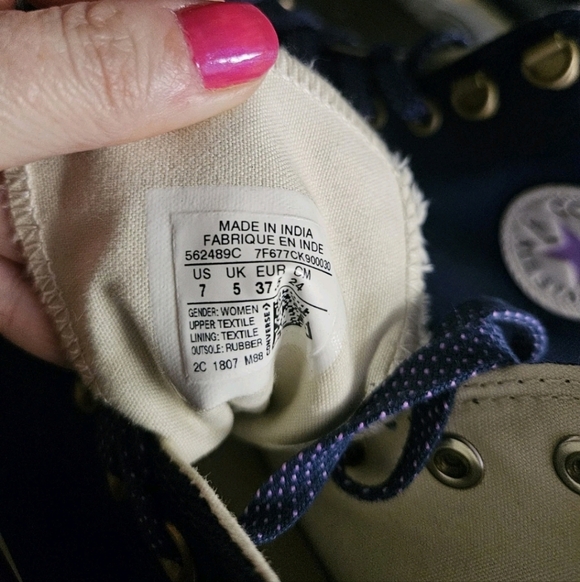 MADE IN INDIA
FABRIQUE EN INDE
562489C 7F677CK900030
US UK EUR CM
7 5 37. 24
GENDER: WOMEN
UPPER: TEXTILE
LINING: TEXTILE
OUTSOLE: RUBBER
CONVERSE
2C 1807 M88